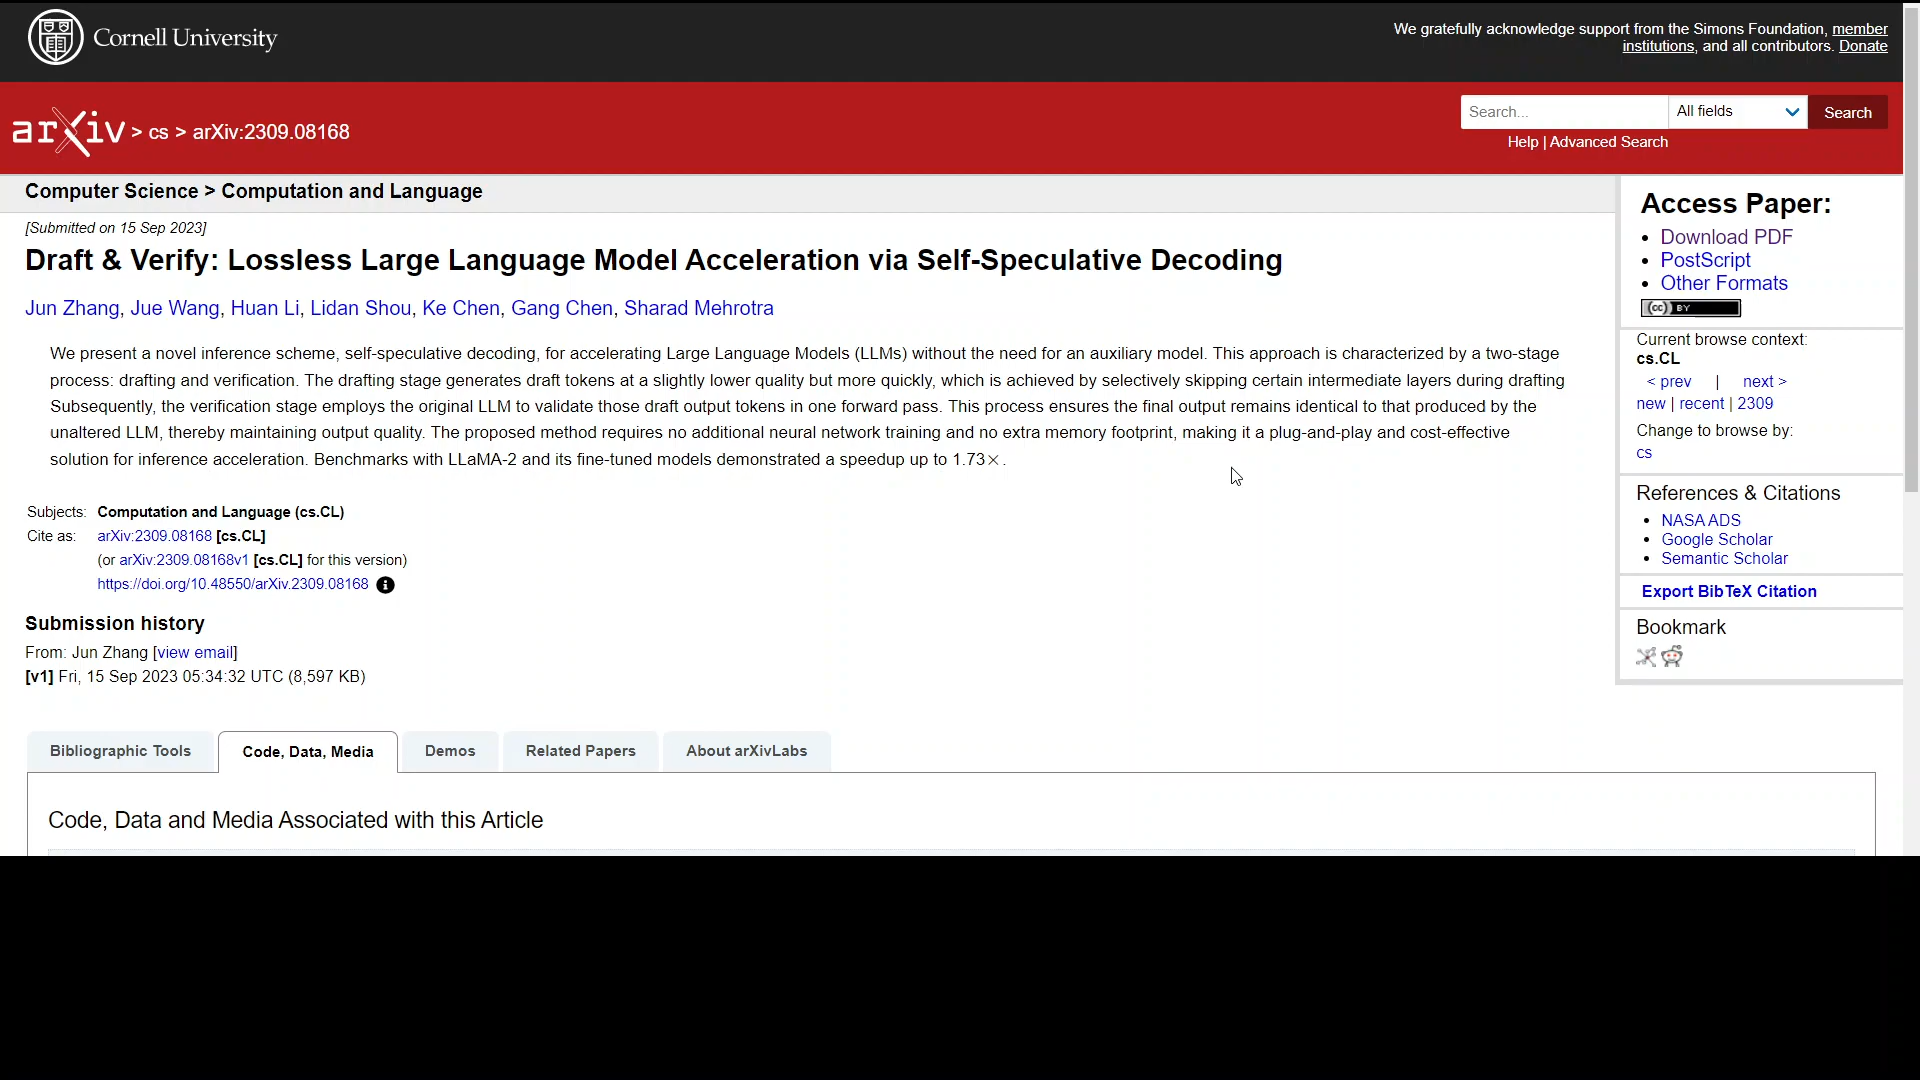 Cornell University
We gratefully acknowledge support from the Simons Foundation, member
institutions, and all contributors. Donate
arXiv > cs > arXiv:2309.08168
Search...
All fields
Search
Help | Advanced Search
Computer Science > Computation and Language
[Submitted on 15 Sep 2023]
Draft & Verify: Lossless Large Language Model Acceleration via Self-Speculative Decoding
Jun Zhang, Jue Wang, Huan Li, Lidan Shou, Ke Chen, Gang Chen, Sharad Mehrotra
We present a novel inference scheme, self-speculative decoding, for accelerating Large Language Models (LLMs) without the need for an auxiliary model. This approach is characterized by a two-stage
process: drafting and verification. The drafting stage generates draft tokens at a slightly lower quality but more quickly, which is achieved by selectively skipping certain intermediate layers during drafting
Subsequently, the verification stage employs the original LLM to validate those draft output tokens in one forward pass. This process ensures the final output remains identical to that produced by the
unaltered LLM, thereby maintaining output quality. The proposed method requires no additional neural network training and no extra memory footprint, making it a plug-and-play and cost-effective
solution for inference acceleration. Benchmarks with LLaMA-2 and its fine-tuned models demonstrated a speedup up to 1.73×.
Subjects: Computation and Language (cs.CL)
Cite as: arXiv:2309.08168 [cs.CL]
(or arXiv:2309.08168v1 [cs.CL] for this version)
https://doi.org/10.48550/arXiv.2309.08168
Submission history
From: Jun Zhang [view email]
[v1] Fri, 15 Sep 2023 05:34:32 UTC (8,597 KB)
Access Paper:
Download PDF
PostScript
Other Formats
(cc) BY
Current browse context:
cs.CL
< prev | next >
new | recent | 2309
Change to browse by:
cs
References & Citations
NASA ADS
Google Scholar
Semantic Scholar
Export BibTeX Citation
Bookmark
Bibliographic Tools
Code, Data, Media
Demos
Related Papers
About arXivLabs
Code, Data and Media Associated with this Article